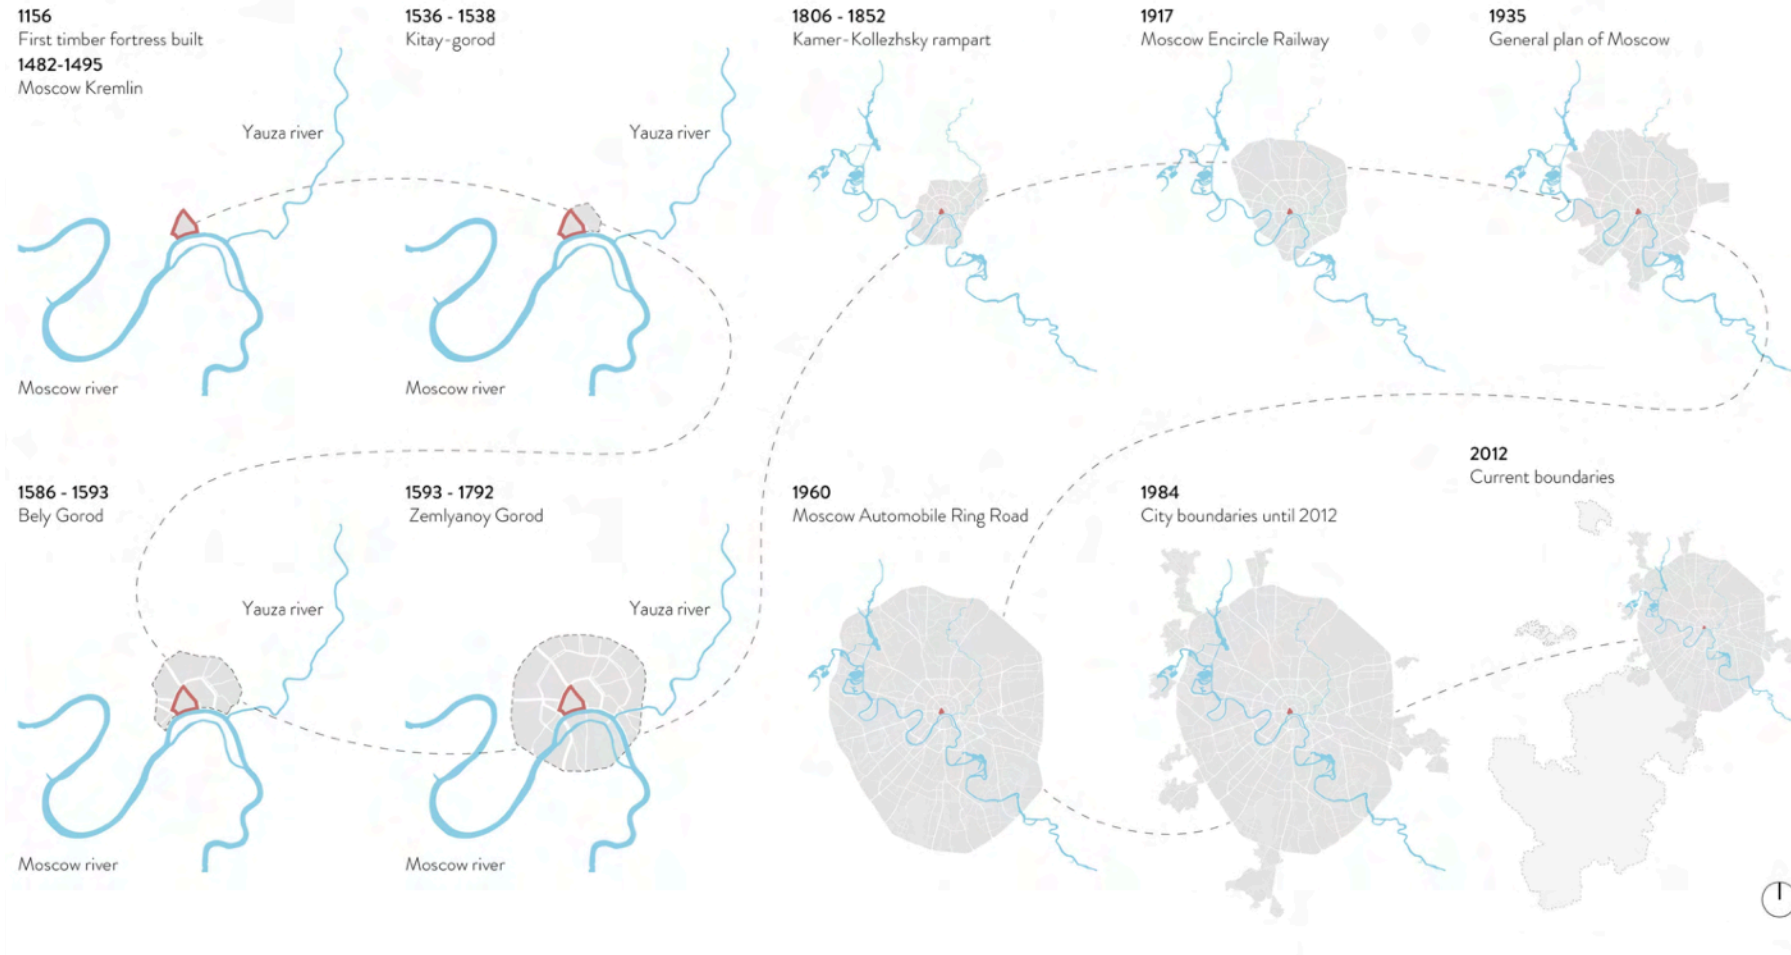 1156
First timber fortress built
1482-1495
Moscow Kremlin
Yauza river
Moscow river
1536 - 1538
Kitay-gorod
Yauza river
Moscow river
1806 - 1852
Kamer-Kollezhsky rampart
1917
Moscow Encircle Railway
1935
General plan of Moscow
1586 - 1593
Bely Gorod
Yauza river
Moscow river
1593 - 1792
Zemlyanoy Gorod
Yauza river
Moscow river
1960
Moscow Automobile Ring Road
1984
City boundaries until 2012
2012
Current boundaries